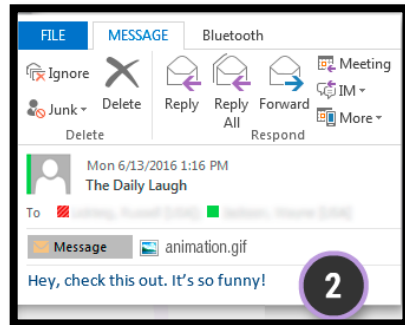 FILE MESSAGE Bluetooth
Ignore Meeting
Junk Delete Reply Reply All Forward IM
More
Delete Respond
Mon 6/13/2016 1:16 PM
The Daily Laugh
To
Message animation.gif
Hey, check this out. It's so funny!
2